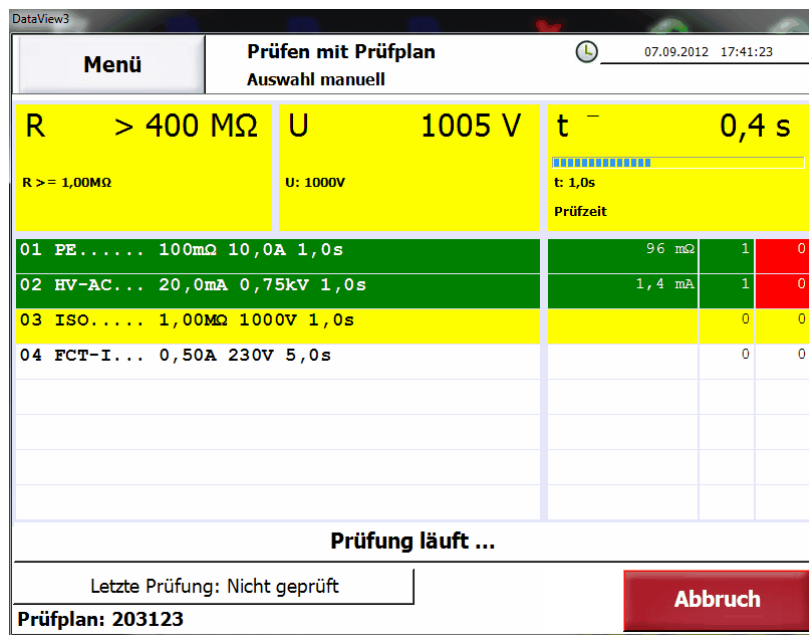 DataView3
Menü
Prüfen mit Prüfplan
Auswahl manuell
07.09.2012 17:41:23
R > 400 MΩ
R >= 1,00MΩ
U 1005 V
U: 1000V
t ¯ 0,4 s
t: 1,0s
Prüfzeit
01 PE...... 100mΩ 10,0A 1,0s 96 mΩ 1 0
02 HV-AC... 20,0mA 0,75kV 1,0s 1,4 mA 1 0
03 ISO..... 1,00MΩ 1000V 1,0s 0 0
04 FCT-I... 0,50A 230V 5,0s 0 0
Prüfung läuft ...
Letzte Prüfung: Nicht geprüft
Abbruch
Prüfplan: 203123